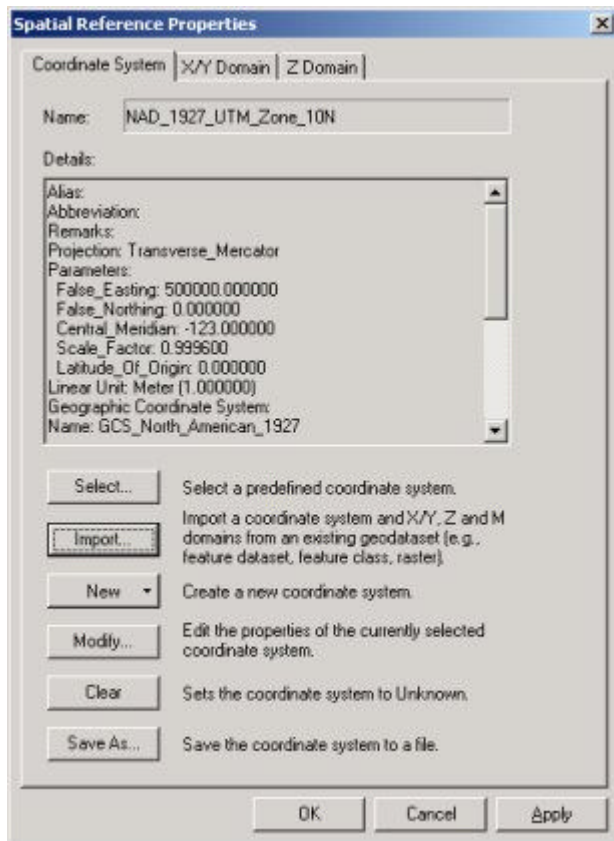 Spatial Reference Properties
Coordinate System X/Y Domain Z Domain
Name: NAD_1927_UTM_Zone_10N
Details:
Alias:
Abbreviation:
Remarks:
Projection: Transverse_Mercator
Parameters:
False_Easting: 500000.000000
False_Northing: 0.000000
Central_Meridian: -123.000000
Scale_Factor: 0.999600
Latitude_Of_Origin: 0.000000
Linear Unit: Meter (1.000000)
Geographic Coordinate System:
Name: GCS_North_American_1927
Select... Select a predefined coordinate system.
Import a coordinate system and X/Y, Z and M
Import... domains from an existing geodataset (e.g.,
feature dataset, feature class, raster).
New Create a new coordinate system.
Modify... Edit the properties of the currently selected
coordinate system.
Clear Sets the coordinate system to Unknown.
Save As... Save the coordinate system to a file.
OK Cancel Apply